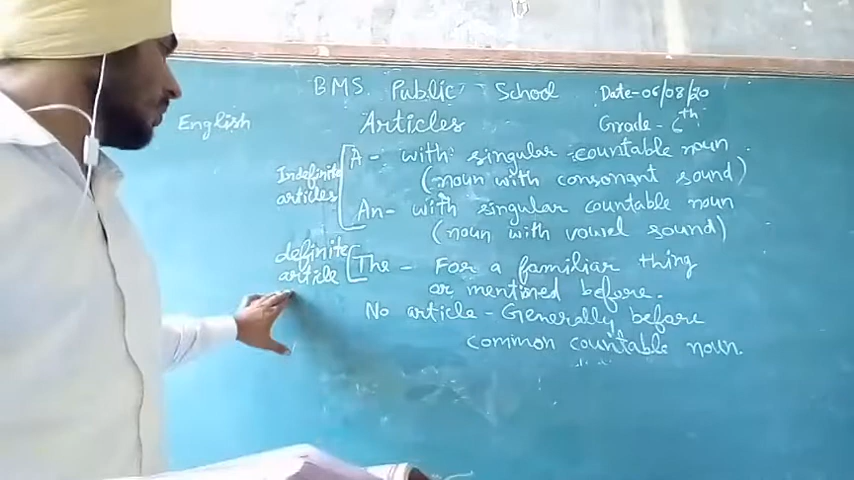 BMS Public School Date-06/08/20
English Articles Grade-6th
Indefinite articles
A - with singular countable noun.
(noun with consonant sound)
An- with singular countable noun
(noun with vowel sound)
definite article
The - For a familiar thing
or mentioned before.
No article - Generally before
common countable noun.